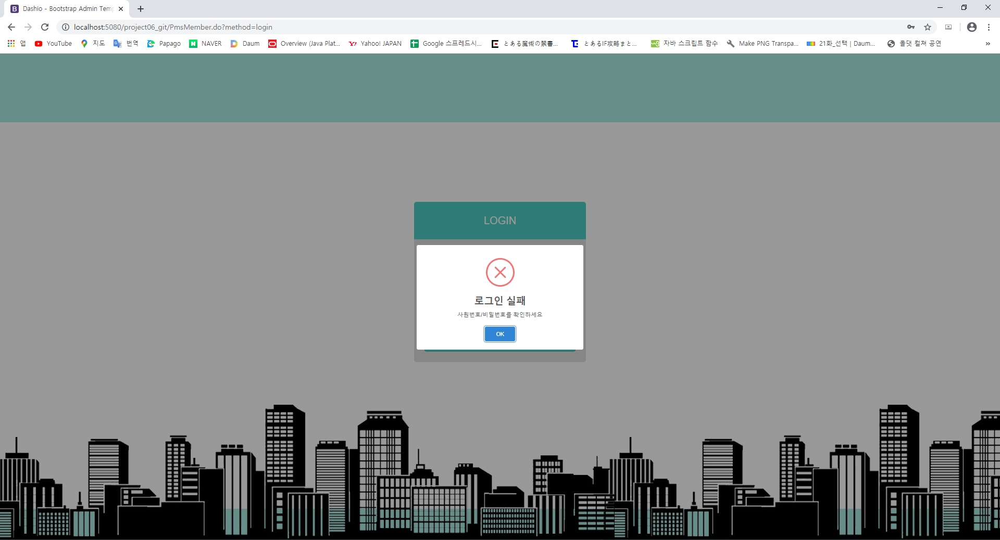 Dashio - Bootstrap Admin Tem
localhost:5080/project06_git/PmsMember.do?method=login
앱 YouTube 지도 번역 Papago NAVER Daum Overview (Java Plat... Yahoo! JAPAN Google 스프레드시... とある魔術の禁書... とあるIF攻略まと... 자바 스크립트 함수 Make PNG Transpa... 21화_선택 | Daum... 올댓 컬쳐 공연 »
LOGIN
로그인 실패
사원번호/비밀번호를 확인하세요
OK